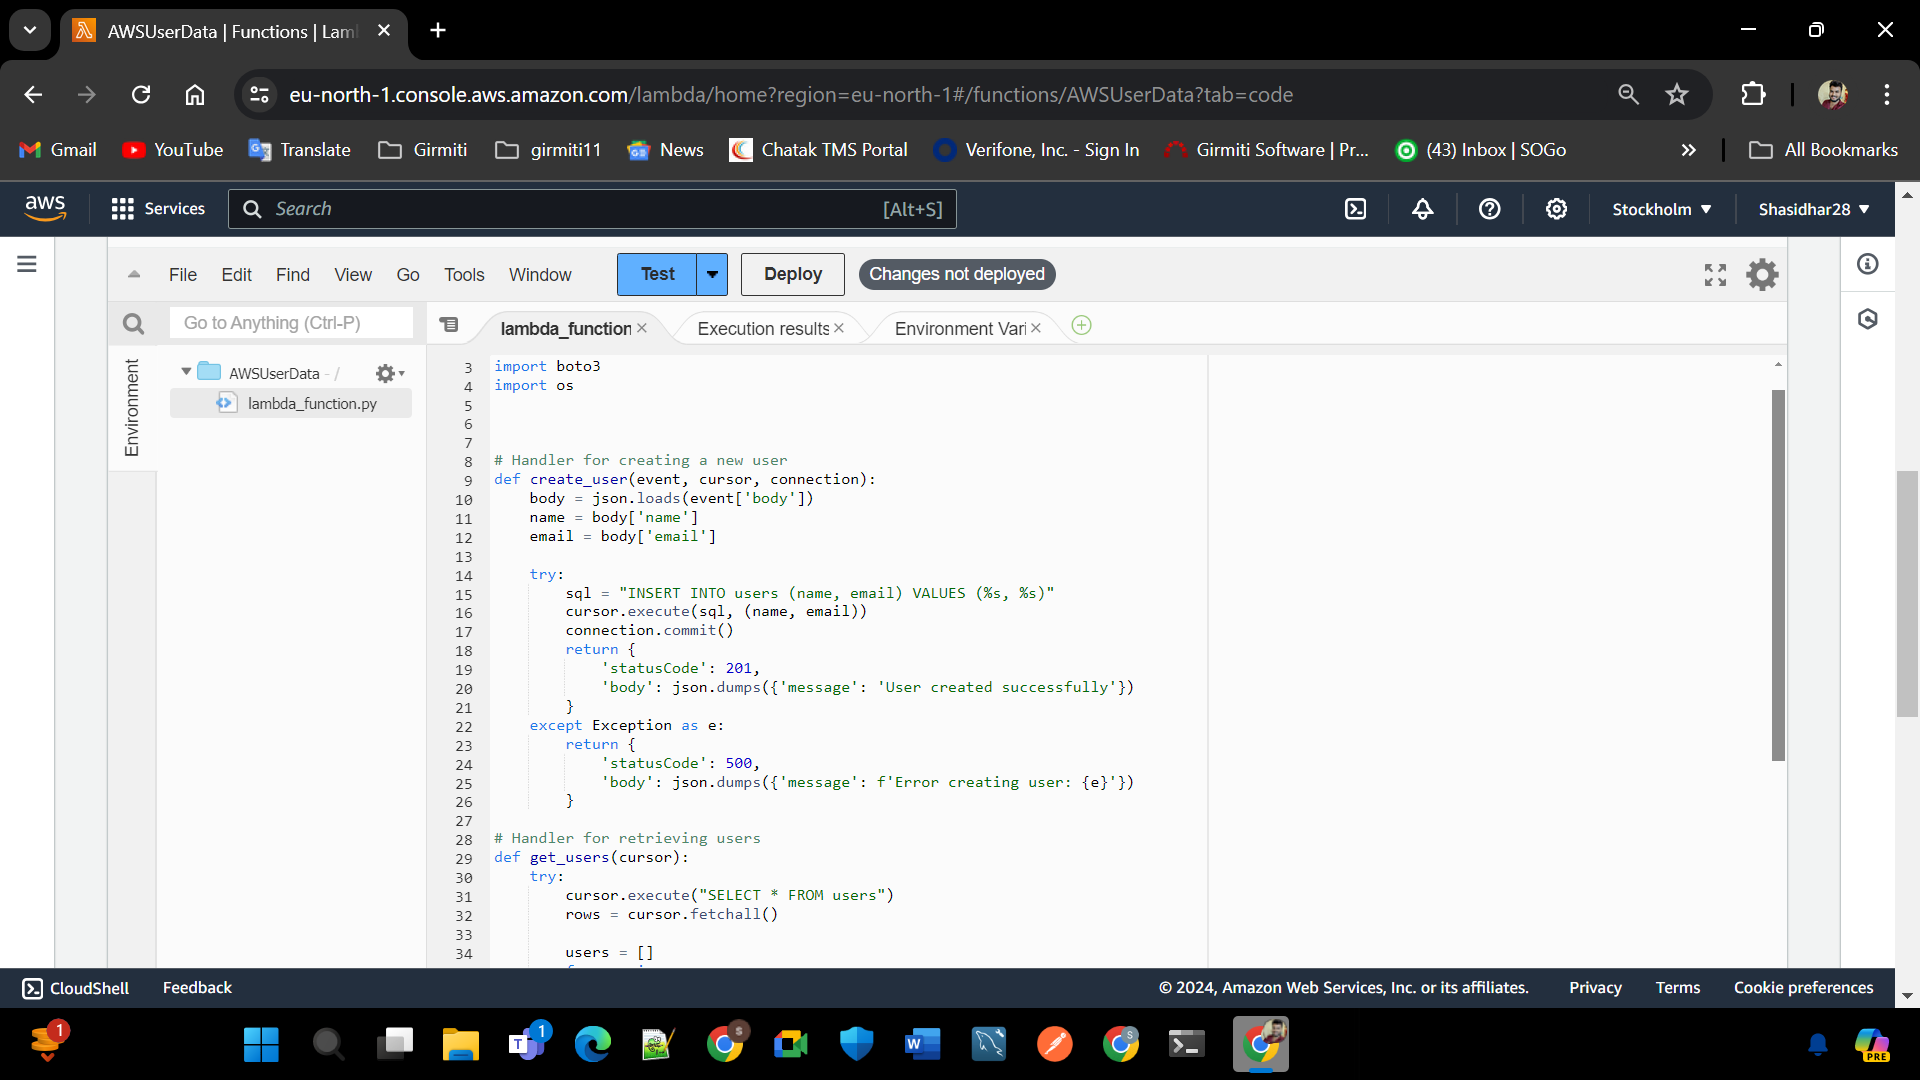 AWSUserData | Functions | Lam
eu-north-1.console.aws.amazon.com/lambda/home?region=eu-north-1#/functions/AWSUserData?tab=code
Gmail YouTube Translate Girmiti girmiti11 News Chatak TMS Portal Verifone, Inc. - Sign In Girmiti Software | Pr... (43) Inbox | SOGo » All Bookmarks
aws Services Search [Alt+S] Stockholm Shasidhar28
File Edit Find View Go Tools Window Test Deploy Changes not deployed
Go to Anything (Ctrl-P) lambda_function Execution results Environment Vari
Environment
AWSUserData - /
lambda_function.py
3 import boto3
4 import os
5
6
7
8 # Handler for creating a new user
9 def create_user(event, cursor, connection):
10 body = json.loads(event['body'])
11 name = body['name']
12 email = body['email']
13
14 try:
15 sql = "INSERT INTO users (name, email) VALUES (%s, %s)"
16 cursor.execute(sql, (name, email))
17 connection.commit()
18 return {
19 'statusCode': 201,
20 'body': json.dumps({'message': 'User created successfully'})
21 }
22 except Exception as e:
23 return {
24 'statusCode': 500,
25 'body': json.dumps({'message': f'Error creating user: {e}'})
26 }
27
28 # Handler for retrieving users
29 def get_users(cursor):
30 try:
31 cursor.execute("SELECT * FROM users")
32 rows = cursor.fetchall()
33
34 users = []
CloudShell Feedback © 2024, Amazon Web Services, Inc. or its affiliates. Privacy Terms Cookie preferences
1 1 S S PRE